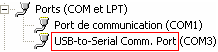 Ports (COM et LPT)
Port de communication (COM1)
USB-to-Serial Comm. Port (COM3)